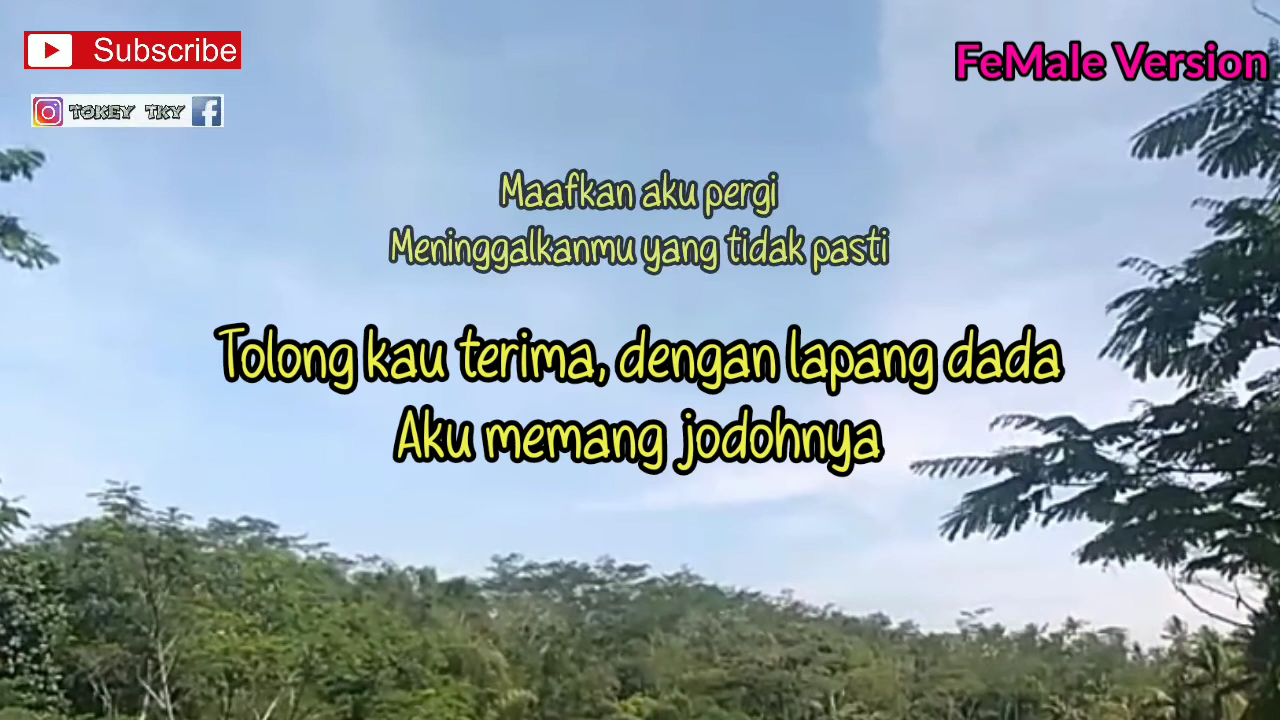 Subscribe
FeMale Version
TOKEY TKY
Maafkan aku pergi
Meninggalkanmu yang tidak pasti
Tolong kau terima, dengan lapang dada
Aku memang jodohnya